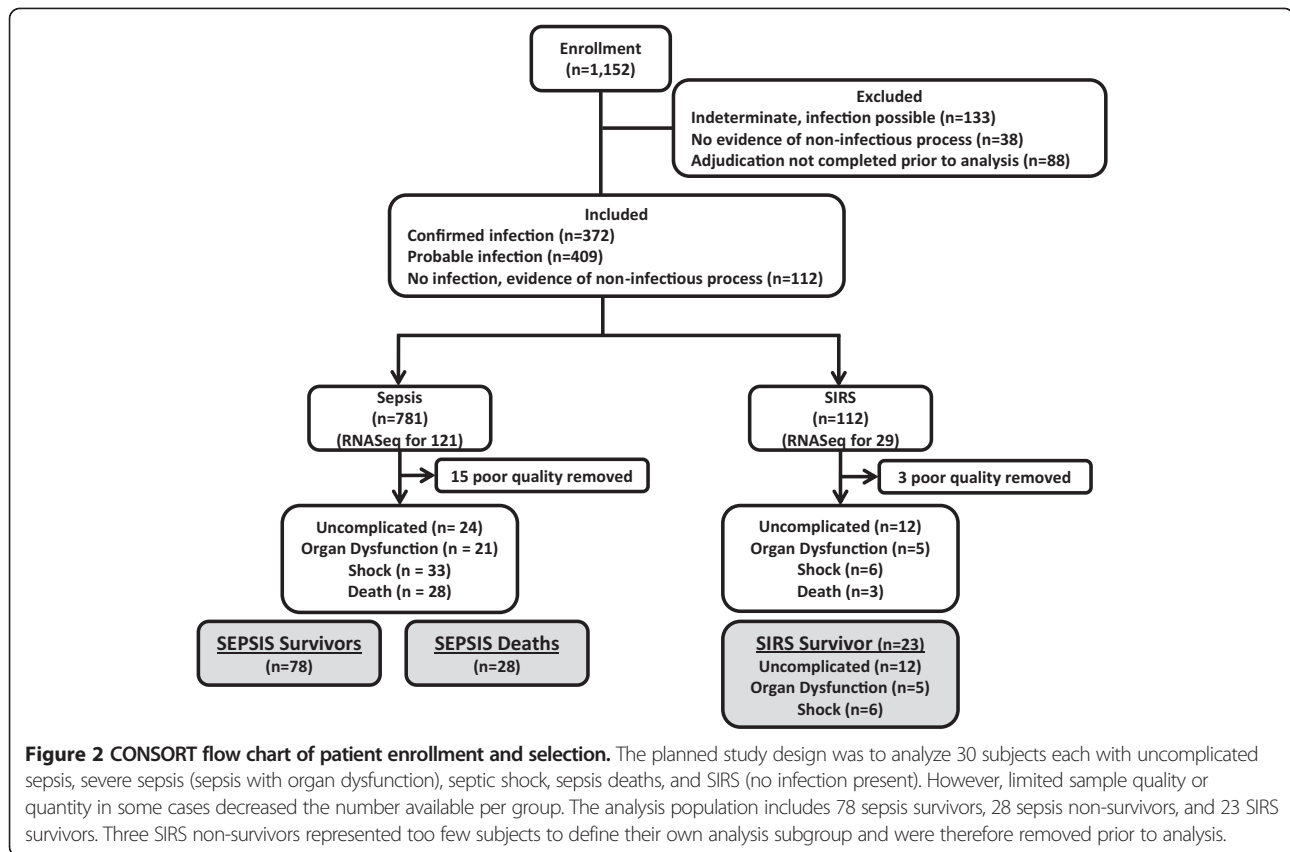 Enrollment
(n=1,152)
Excluded
Indeterminate, infection possible (n=133)
No evidence of non-infectious process (n=38)
Adjudication not completed prior to analysis (n=88)
Included
Confirmed infection (n=372)
Probable infection (n=409)
No infection, evidence of non-infectious process (n=112)
Sepsis
(n=781)
(RNASeq for 121)
15 poor quality removed
Uncomplicated (n= 24)
Organ Dysfunction (n = 21)
Shock (n = 33)
Death (n = 28)
SEPSIS Survivors
(n=78)
SEPSIS Deaths
(n=28)
SIRS
(n=112)
(RNASeq for 29)
3 poor quality removed
Uncomplicated (n=12)
Organ Dysfunction (n=5)
Shock (n=6)
Death (n=3)
SIRS Survivor (n=23)
Uncomplicated (n=12)
Organ Dysfunction (n=5)
Shock (n=6)
Figure 2 CONSORT flow chart of patient enrollment and selection. The planned study design was to analyze 30 subjects each with uncomplicated
sepsis, severe sepsis (sepsis with organ dysfunction), septic shock, sepsis deaths, and SIRS (no infection present). However, limited sample quality or
quantity in some cases decreased the number available per group. The analysis population includes 78 sepsis survivors, 28 sepsis non-survivors, and 23 SIRS
survivors. Three SIRS non-survivors represented too few subjects to define their own analysis subgroup and were therefore removed prior to analysis.